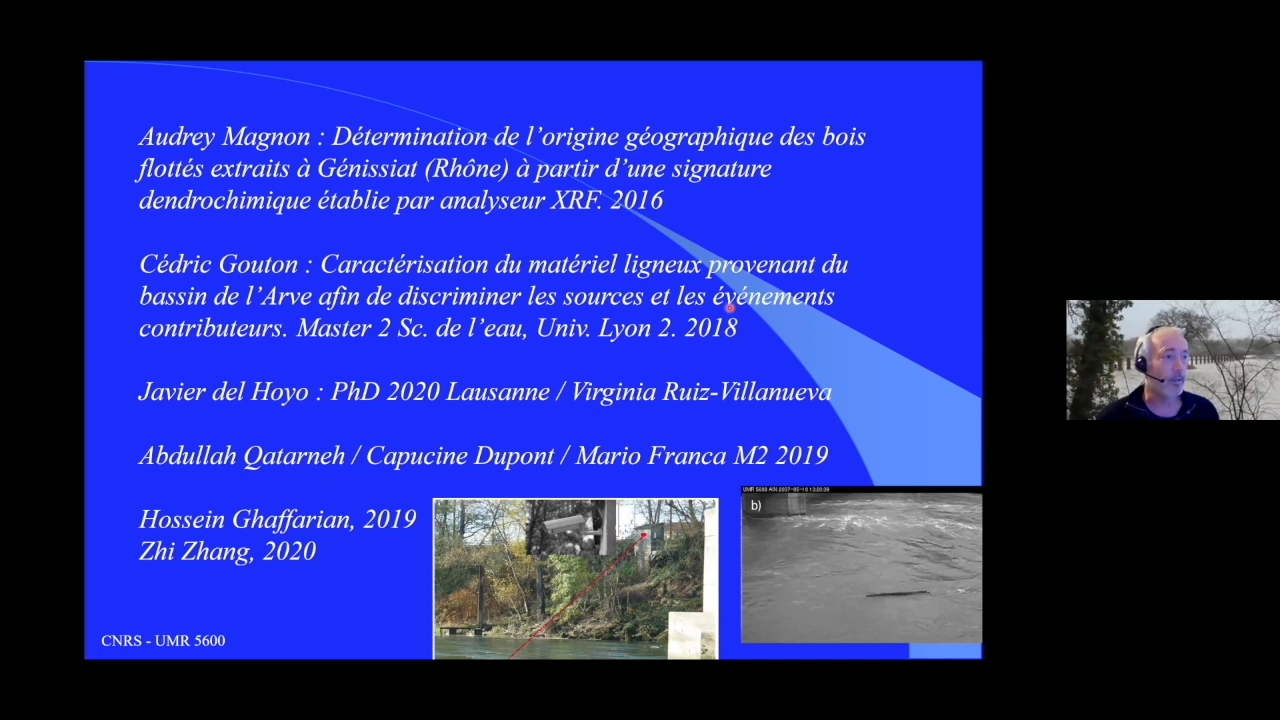 Audrey Magnon : Détermination de l’origine géographique des bois
flottés extraits à Génissiat (Rhône) à partir d’une signature
dendrochimique établie par analyseur XRF. 2016
Cédric Gouton : Caractérisation du matériel ligneux provenant du
bassin de l’Arve afin de discriminer les sources et les événements
contributeurs. Master 2 Sc. de l’eau, Univ. Lyon 2. 2018
Javier del Hoyo : PhD 2020 Lausanne / Virginia Ruiz-Villanueva
Abdullah Qatarneh / Capucine Dupont / Mario Franca M2 2019
Hossein Ghaffarian, 2019
Zhi Zhang, 2020
UMR 5600 AIN
b)
CNRS - UMR 5600